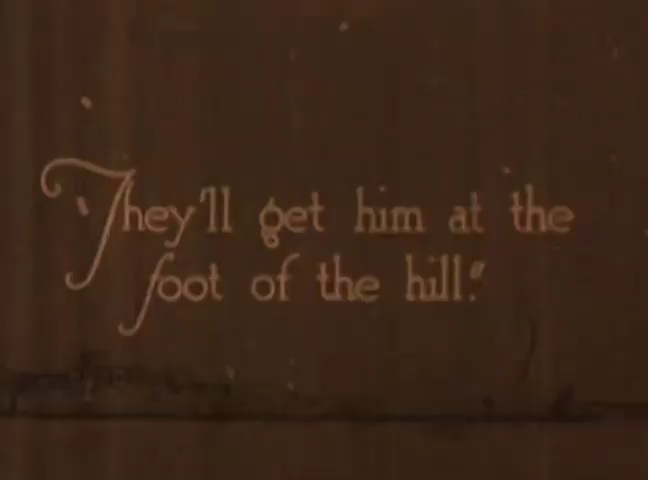 They'll get him at the
foot of the hill."